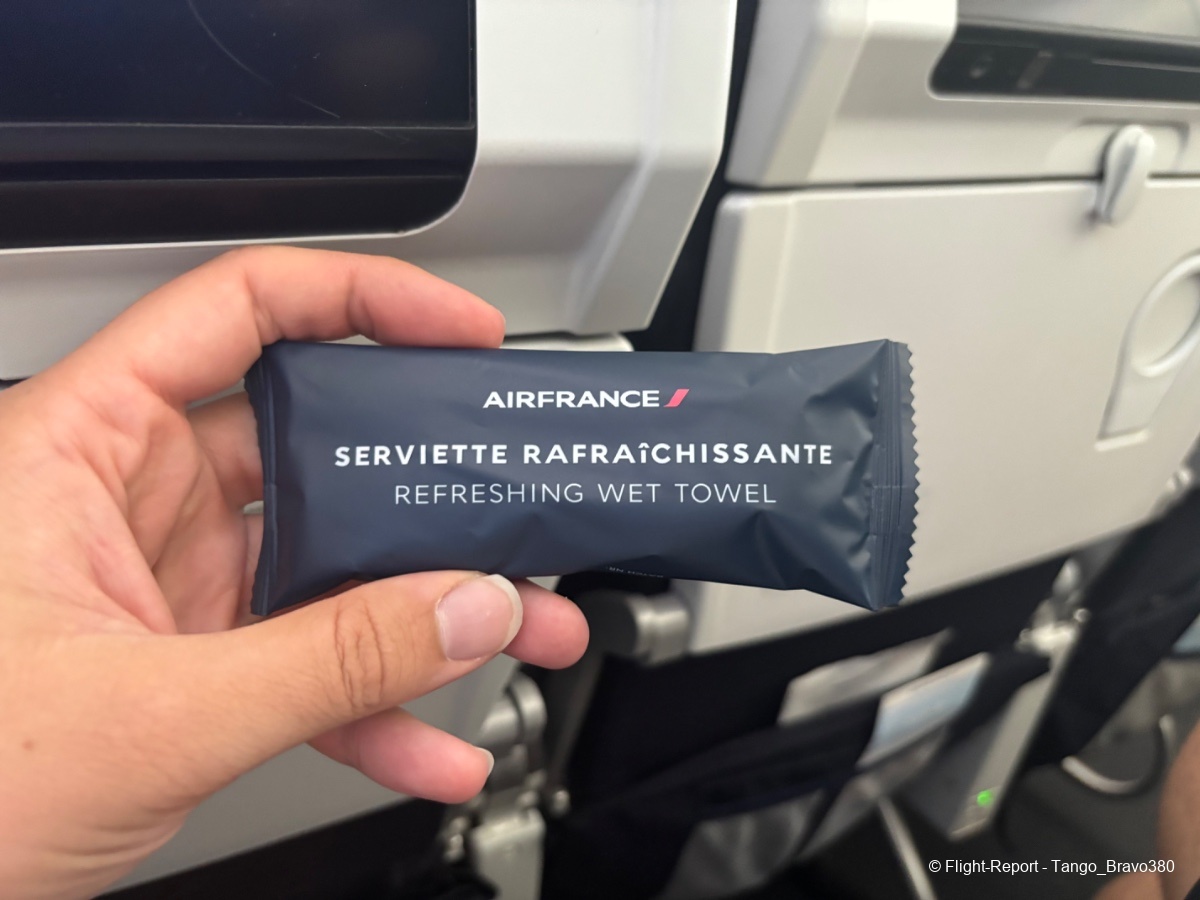 AIRFRANCE
SERVIETTE RAFRAîCHISSANTE
REFRESHING WET TOWEL
© Flight-Report - Tango_Bravo380